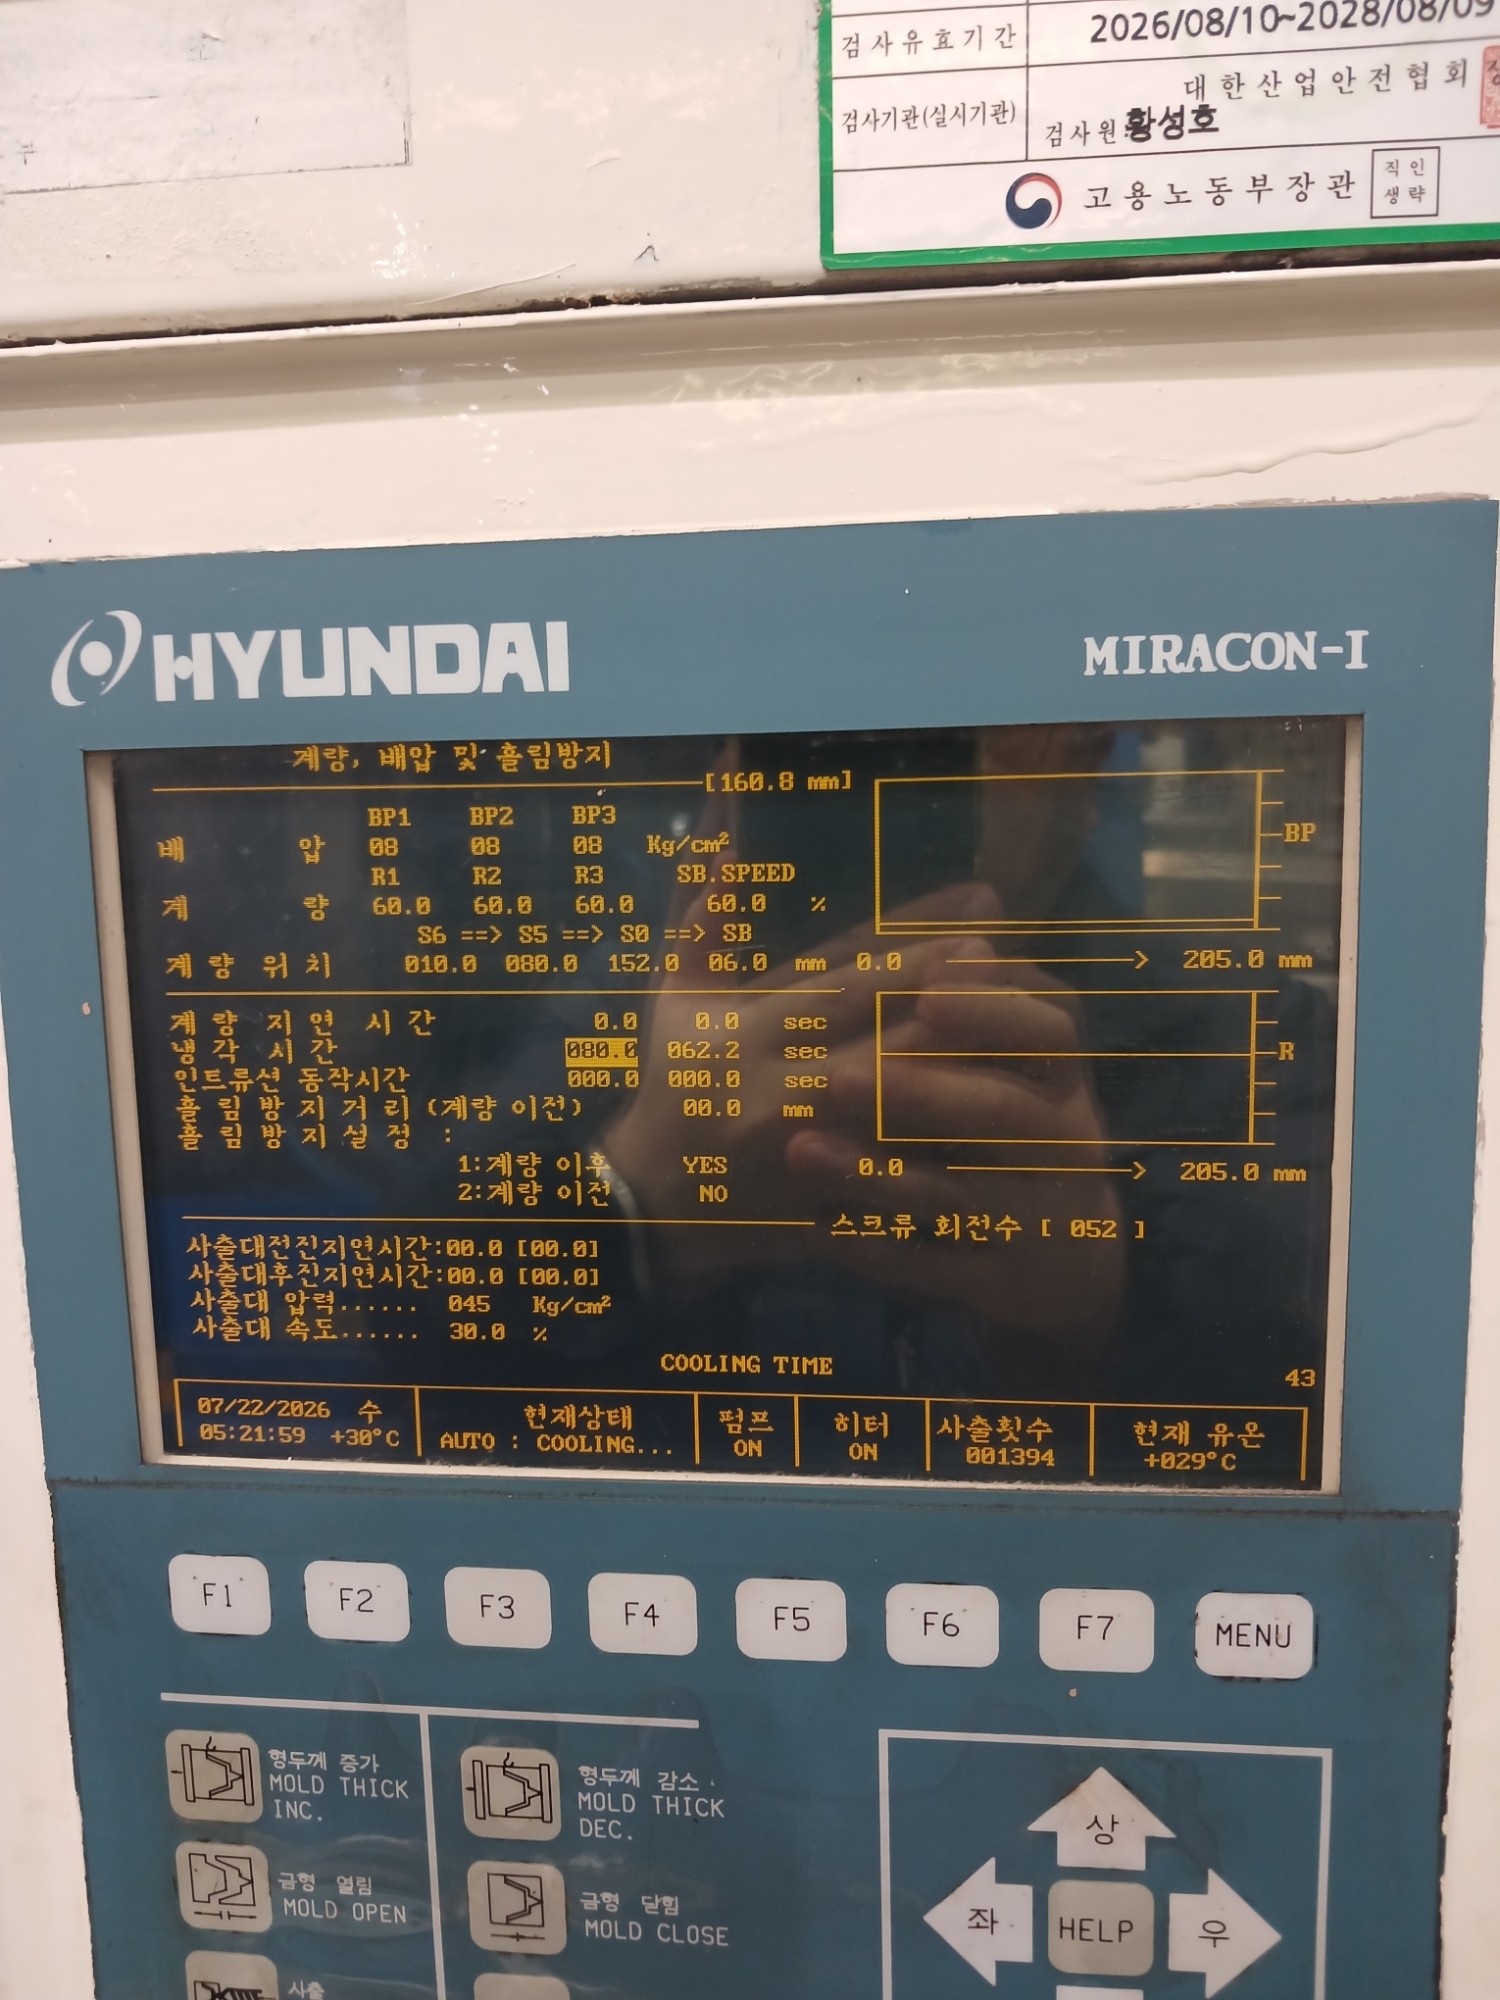 검사유효기간 2026/08/10~2028/08/09
검사기관(실시기관) 대한산업안전협회
검사원: 황성호
고용노동부장관 직인생략
HYUNDAI
MIRACON-I
계량, 배압 및 흘림방지
[160.8 mm]
BP1 BP2 BP3
배 압 08 08 08 Kg/cm²
R1 R2 R3 SB.SPEED
계 량 60.0 60.0 60.0 60.0 %
S6 ==> S5 ==> S0 ==> SB
계량위치 010.0 080.0 152.0 06.0 mm
BP
0.0 205.0 mm
계량지연시간 0.0 0.0 sec
냉각시간 080.0 062.2 sec
인트류션 동작시간 000.0 000.0 sec
흘림방지거리(계량이전) 00.0 mm
흘림방지설정 :
1:계량이후 YES
2:계량이전 NO
R
0.0 205.0 mm
스크류 회전수 [ 052 ]
사출대전진지연시간:00.0 [00.0]
사출대후진지연시간:00.0 [00.0]
사출대 압력...... 045 Kg/cm²
사출대 속도...... 30.0 %
COOLING TIME
43
07/22/2026 수
05:21:59 +30°C
현재상태
AUTO : COOLING...
펌프
ON
히터
ON
사출횟수
001394
현재 유온
+029°C
F1 F2 F3 F4 F5 F6 F7 MENU
형두께 증가
MOLD THICK
INC.
형두께 감소
MOLD THICK
DEC.
금형 열림
MOLD OPEN
금형 닫힘
MOLD CLOSE
사출
상
좌 HELP 우